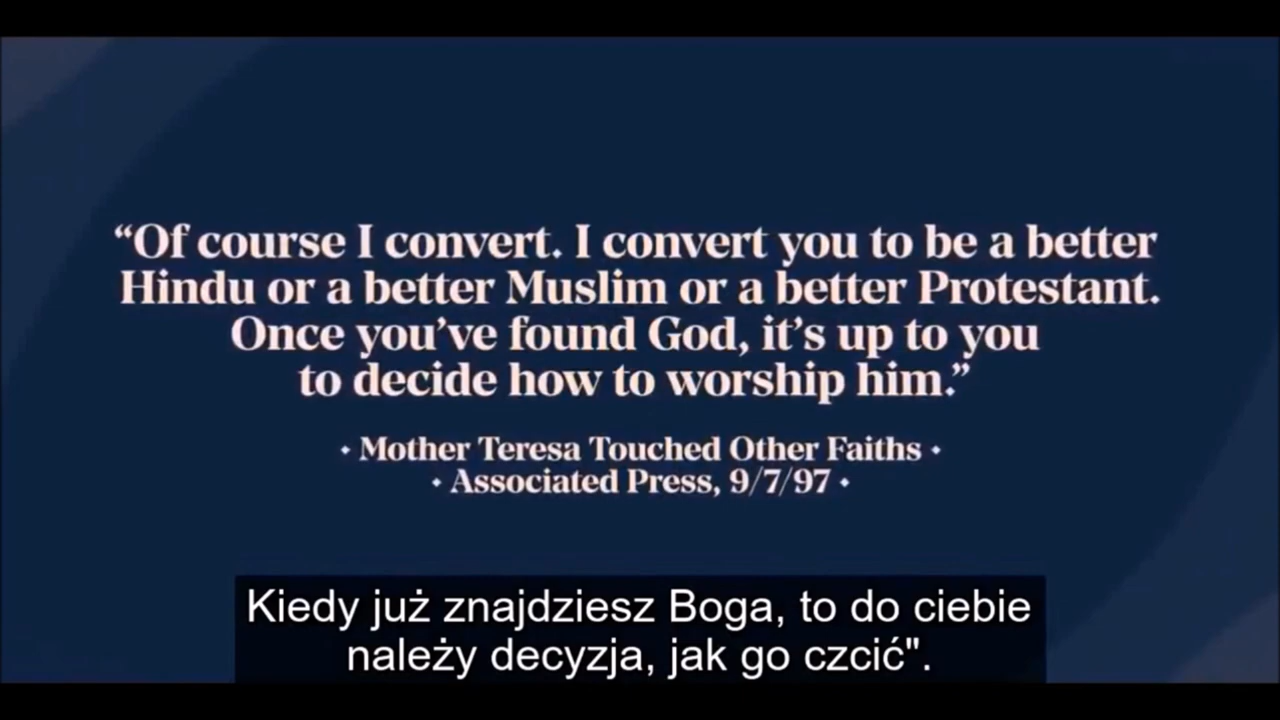 “Of course I convert. I convert you to be a better
Hindu or a better Muslim or a better Protestant.
Once you’ve found God, it’s up to you
to decide how to worship him.”
• Mother Teresa Touched Other Faiths •
• Associated Press, 9/7/97 •
Kiedy już znajdziesz Boga, to do ciebie
należy decyzja, jak go czcić".